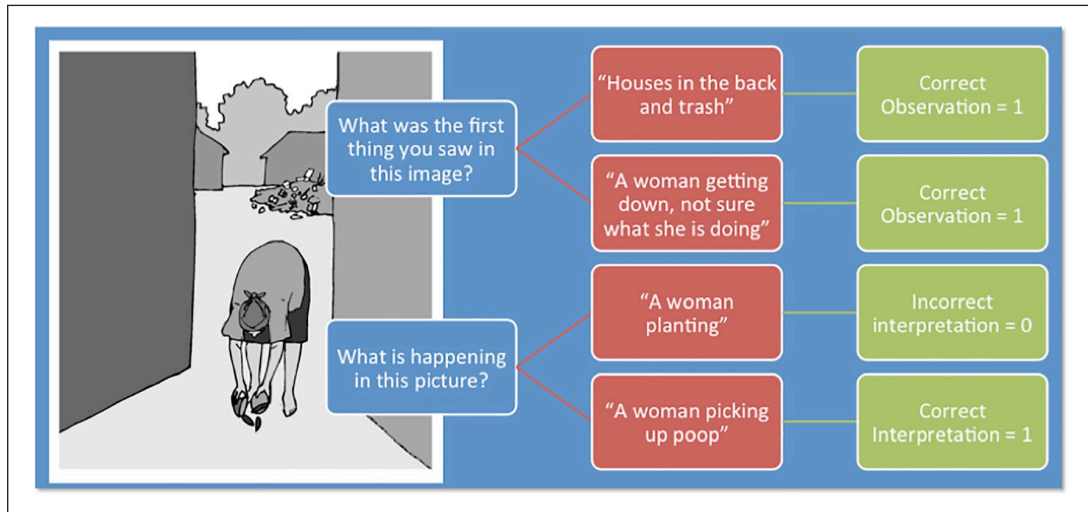 What was the first
thing you saw in
this image?
“Houses in the back
and trash”
Correct
Observation = 1
“A woman getting
down, not sure
what she is doing”
Correct
Observation = 1
What is happening
in this picture?
“A woman
planting”
Incorrect
interpretation = 0
“A woman picking
up poop”
Correct
Interpretation = 1